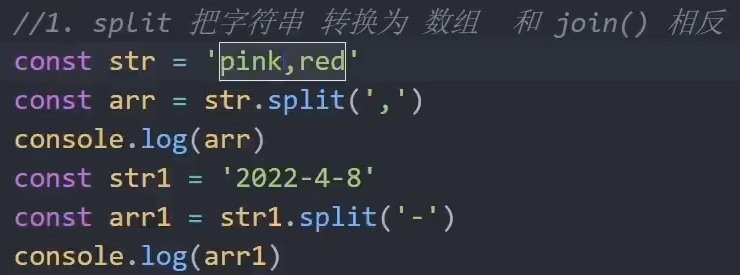 //1. split 把字符串 转换为 数组  和 join() 相反
const str = 'pink,red'
const arr = str.split(',')
console.log(arr)
const str1 = '2022-4-8'
const arr1 = str1.split('-')
console.log(arr1)